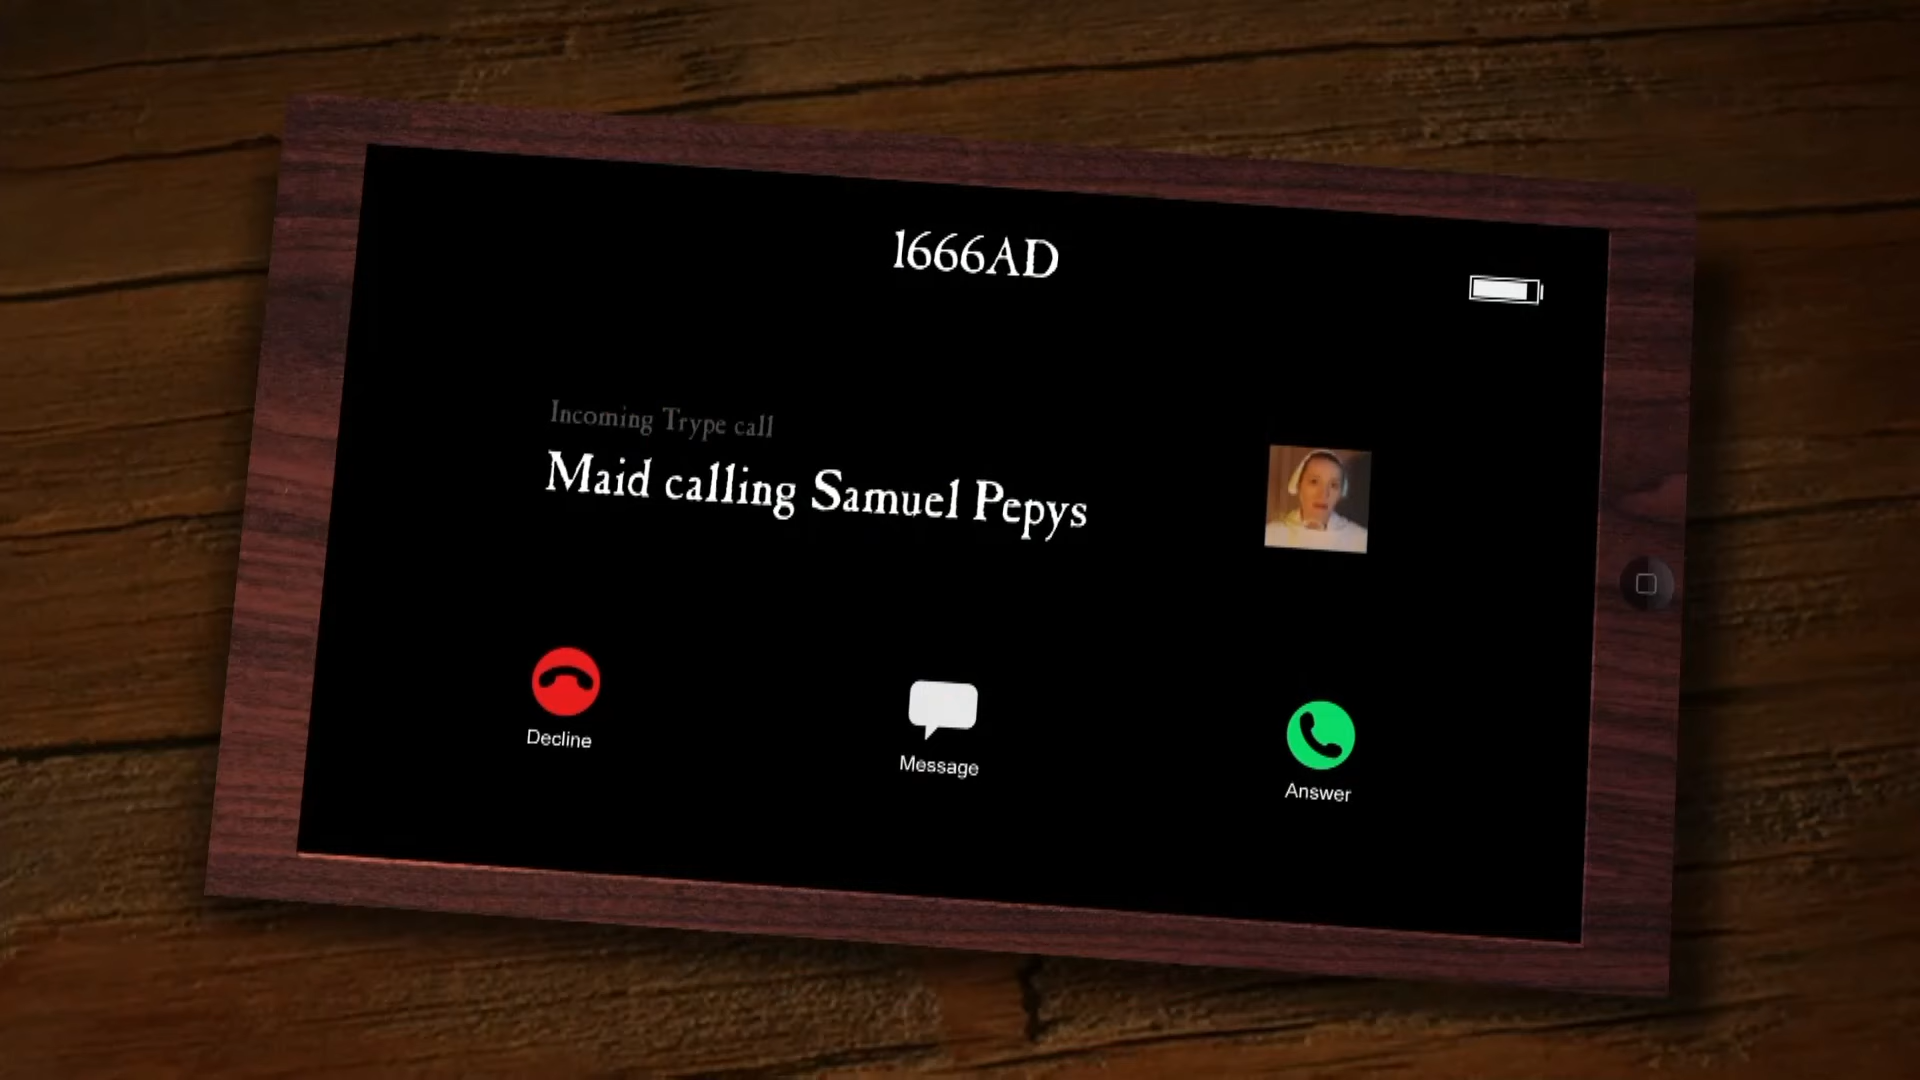 1666AD
Incoming Trype call
Maid calling Samuel Pepys
Decline
Message
Answer